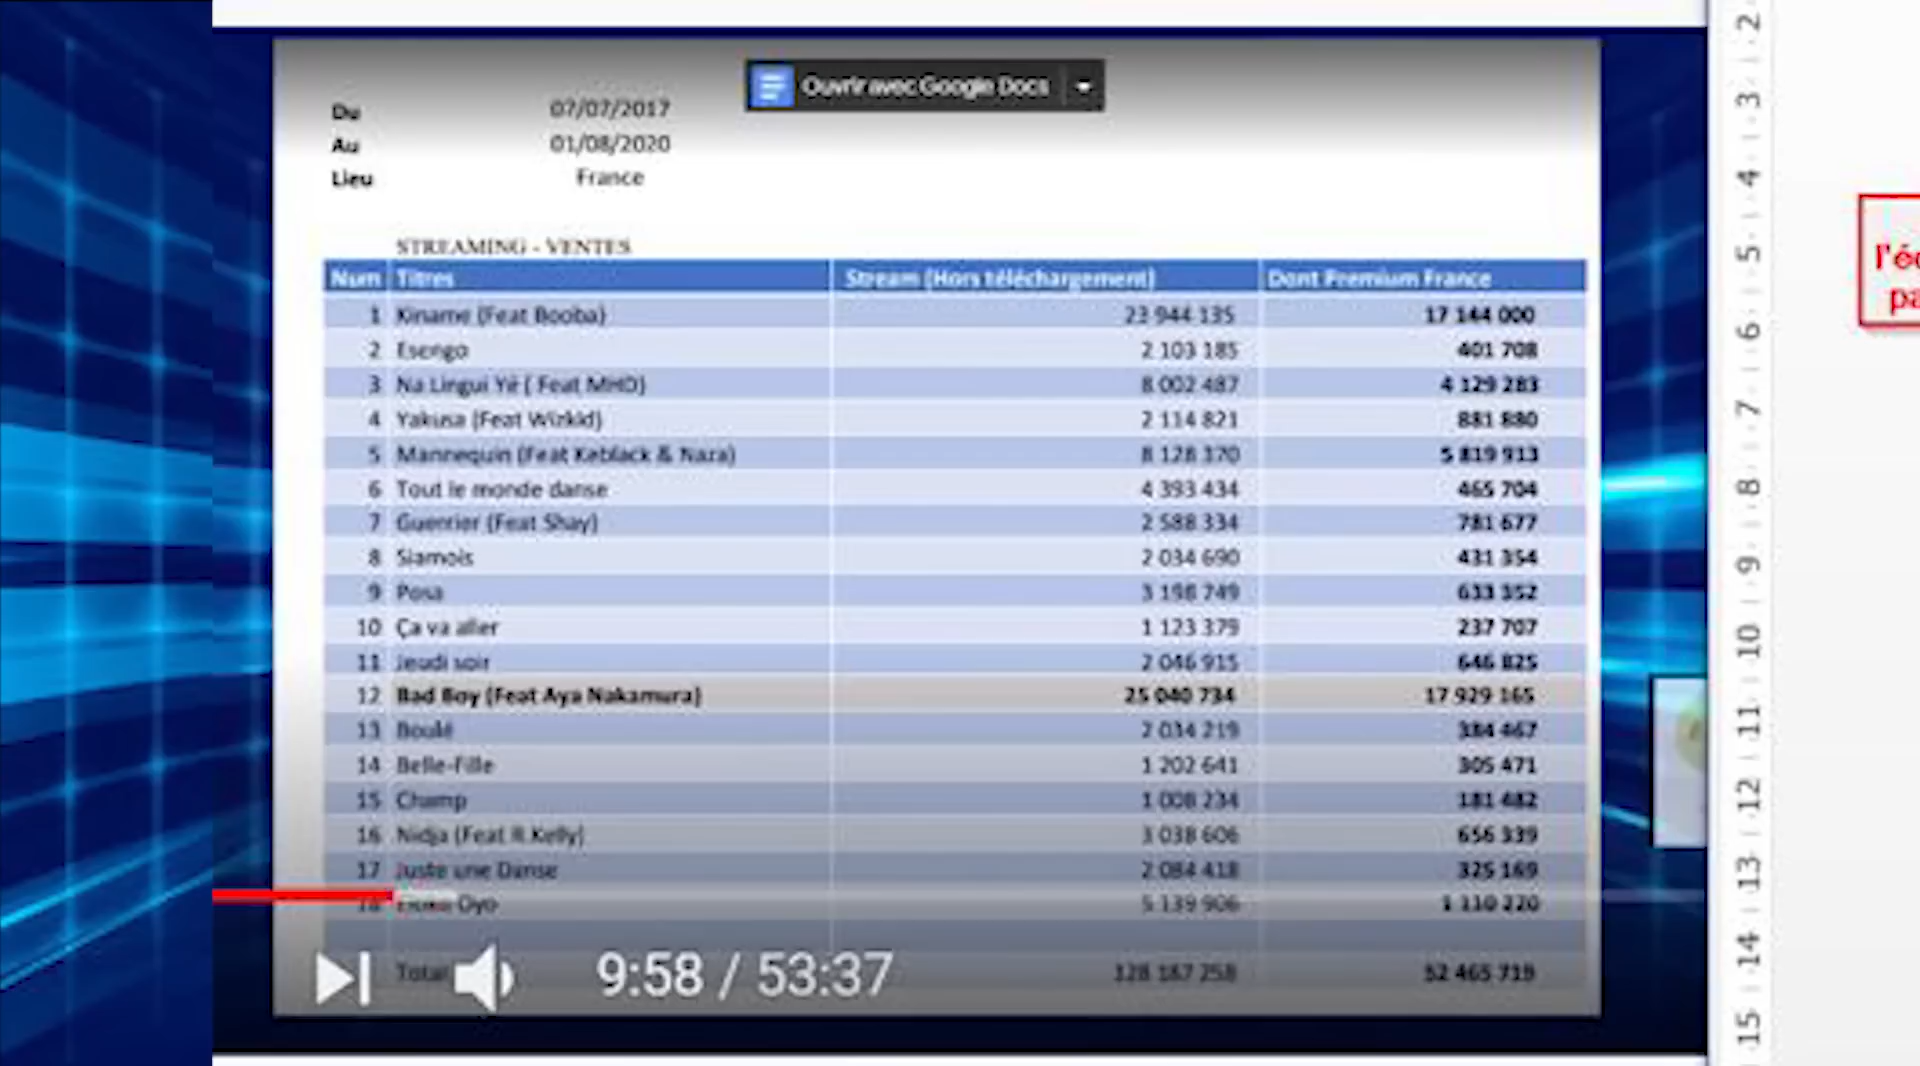 Ouvrir avec Google Docs
Du 07/07/2017
Au 01/08/2020
Lieu France
STREAMING - VENTES
Num Titres Stream (Hors téléchargement) Dont Premium France
1 Kiname (Feat Booba) 23 944 135 17 144 000
2 Esengo 2 103 185 401 708
3 Na Lingui Yé ( Feat MHD) 8 002 487 4 129 283
4 Yakusa (Feat Wizkid) 2 114 821 881 880
5 Mannequin (Feat Keblack & Naza) 8 128 370 5 819 913
6 Tout le monde danse 4 393 434 465 704
7 Guerrier (Feat Shay) 2 588 334 781 677
8 Siamois 2 034 690 431 354
9 Posa 3 198 749 633 352
10 Ça va aller 1 123 379 237 707
11 Jeudi soir 2 046 915 646 825
12 Bad Boy (Feat Aya Nakamura) 25 040 734 17 929 165
13 Boulé 2 034 219 384 467
14 Belle-fille 1 202 641 305 471
15 Champ 1 008 234 181 482
16 Nidja (Feat R.Kelly) 3 038 606 656 339
17 Juste une Danse 2 084 418 325 169
18 Oyo 5 139 906 1 110 220
Total 128 187 258 52 465 719
9:58 / 53:37
2
3
4
5
6
7
8
9
10
11
12
13
14
15
l'éc
pa